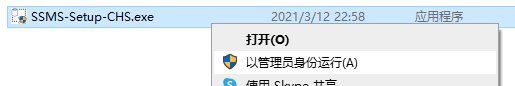 SSMS-Setup-CHS.exe 2021/3/12 22:58 应用程序
打开(O)
以管理员身份运行(A)
使用 Skype 共享